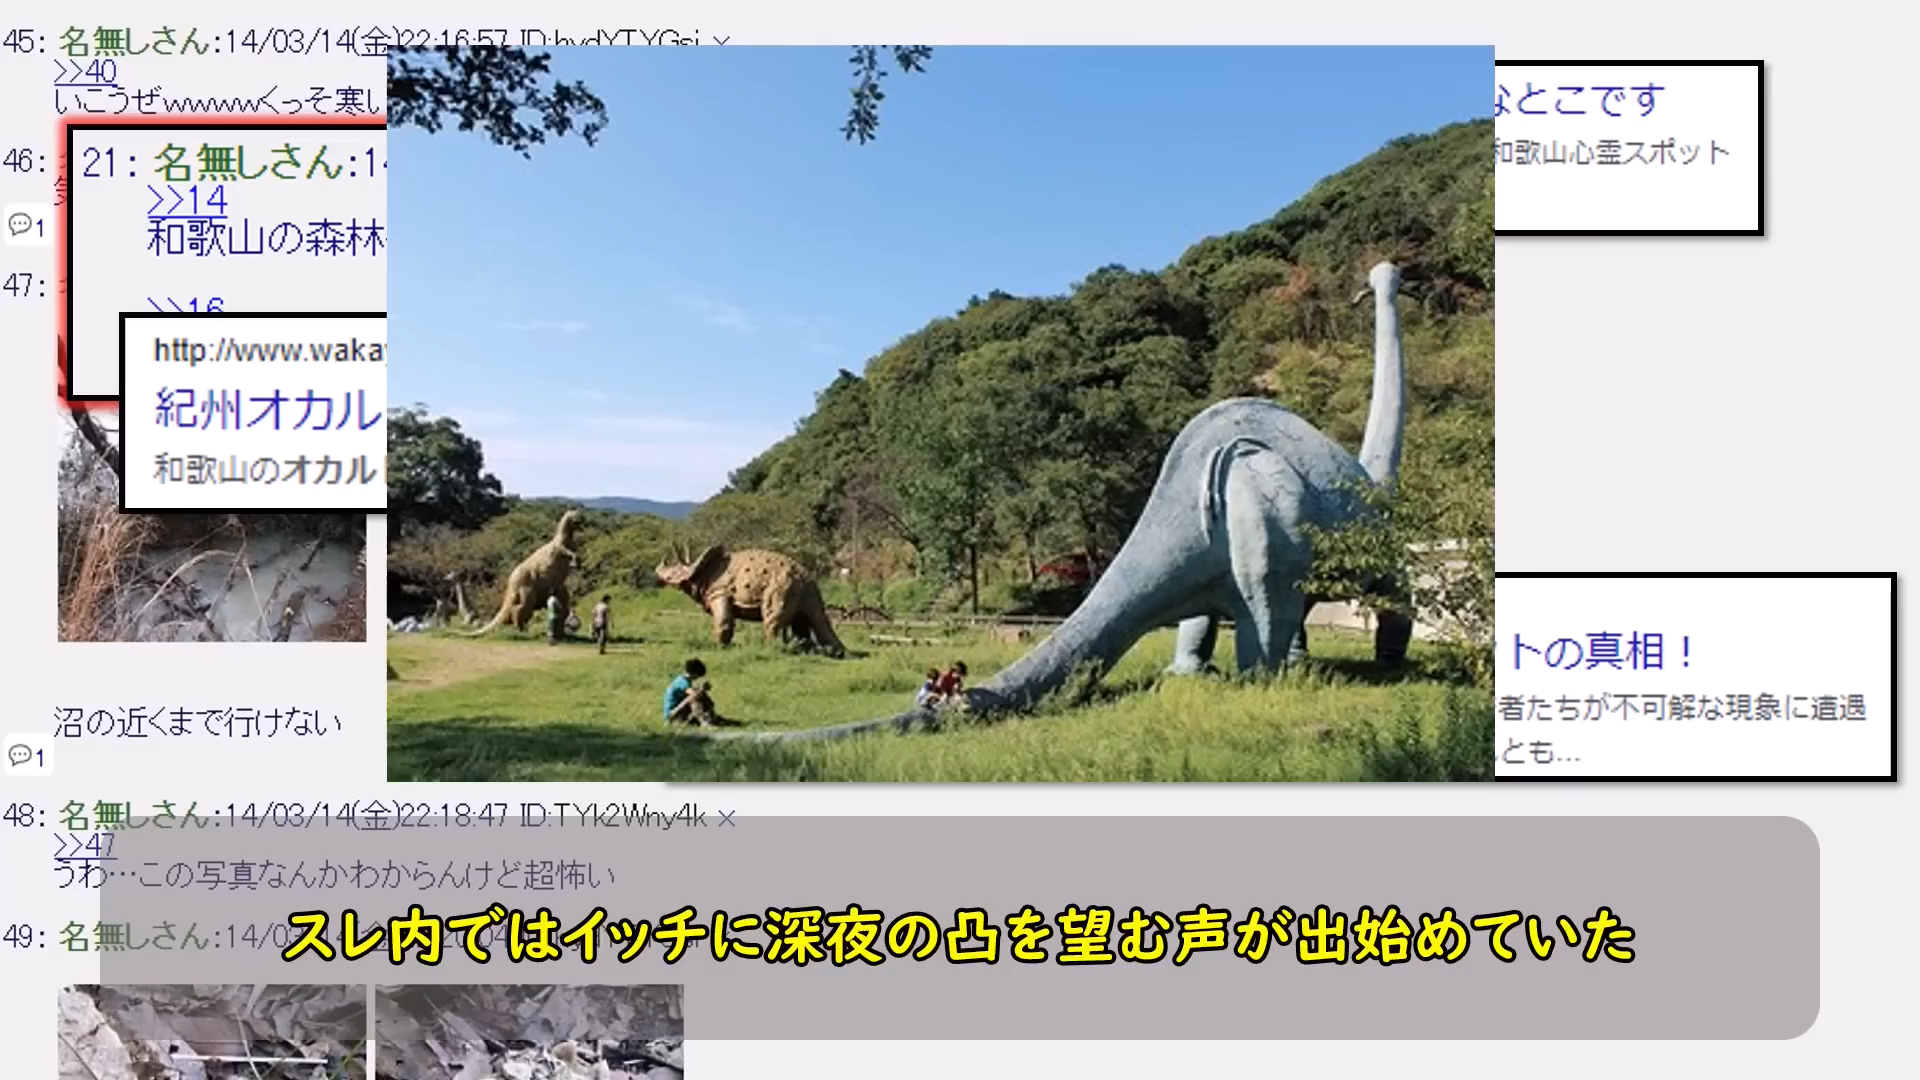 45: 名無しさん:14/03/14(金)22:16:57 ID:hvdYTYGsi
>>40
いこうぜwwwwくっそ寒い
46:
21: 名無しさん:14
>>14
和歌山の森林
>>16
1
47:
http://www.waka
紀州オカル
和歌山のオカル
なとこです
和歌山心霊スポット
トの真相！
者たちが不可解な現象に遭遇
とも...
沼の近くまで行けない
1
48: 名無しさん:14/03/14(金)22:18:47 ID:TYk2Wny4k
>>47
うわ…この写真なんかわからんけど超怖い
49: 名無しさん:14/0
スレ内ではイッチに深夜の凸を望む声が出始めていた